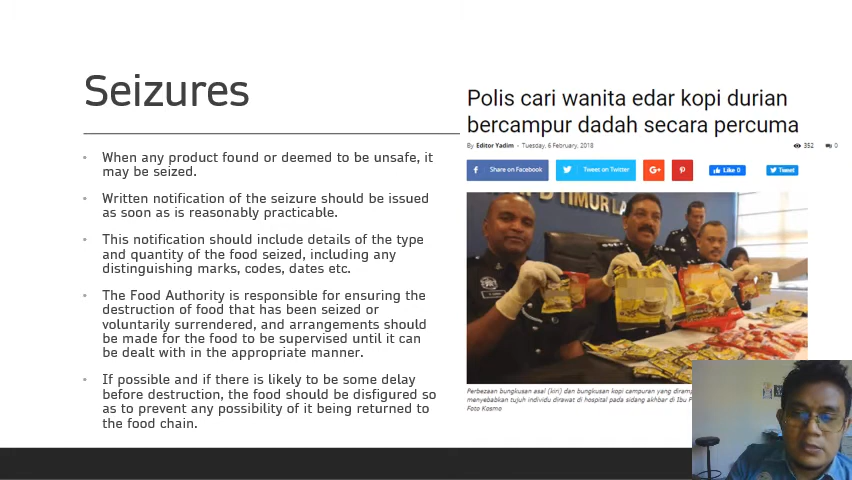 Seizures
When any product found or deemed to be unsafe, it
may be seized.
Written notification of the seizure should be issued
as soon as is reasonably practicable.
This notification should include details of the type
and quantity of the food seized, including any
distinguishing marks, codes, dates etc.
The Food Authority is responsible for ensuring the
destruction of food that has been seized or
voluntarily surrendered, and arrangements should
be made for the food to be supervised until it can
be dealt with in the appropriate manner.
If possible and if there is likely to be some delay
before destruction, the food should be disfigured so
as to prevent any possibility of it being returned to
the food chain.
Polis cari wanita edar kopi durian
bercampur dadah secara percuma
By Editor Yadim - Tuesday, 6 February, 2018
352 0
Share on Facebook Tweet on Twitter Like 0 Tweet
TIMUR LA
Perbezaan bungkusan asal (kiri) dan bungkusan kopi campuran yang diramp
menyebabkan tujuh individu dirawat di hospital pada sidang akhbar di Ibu P
Foto Kosmo